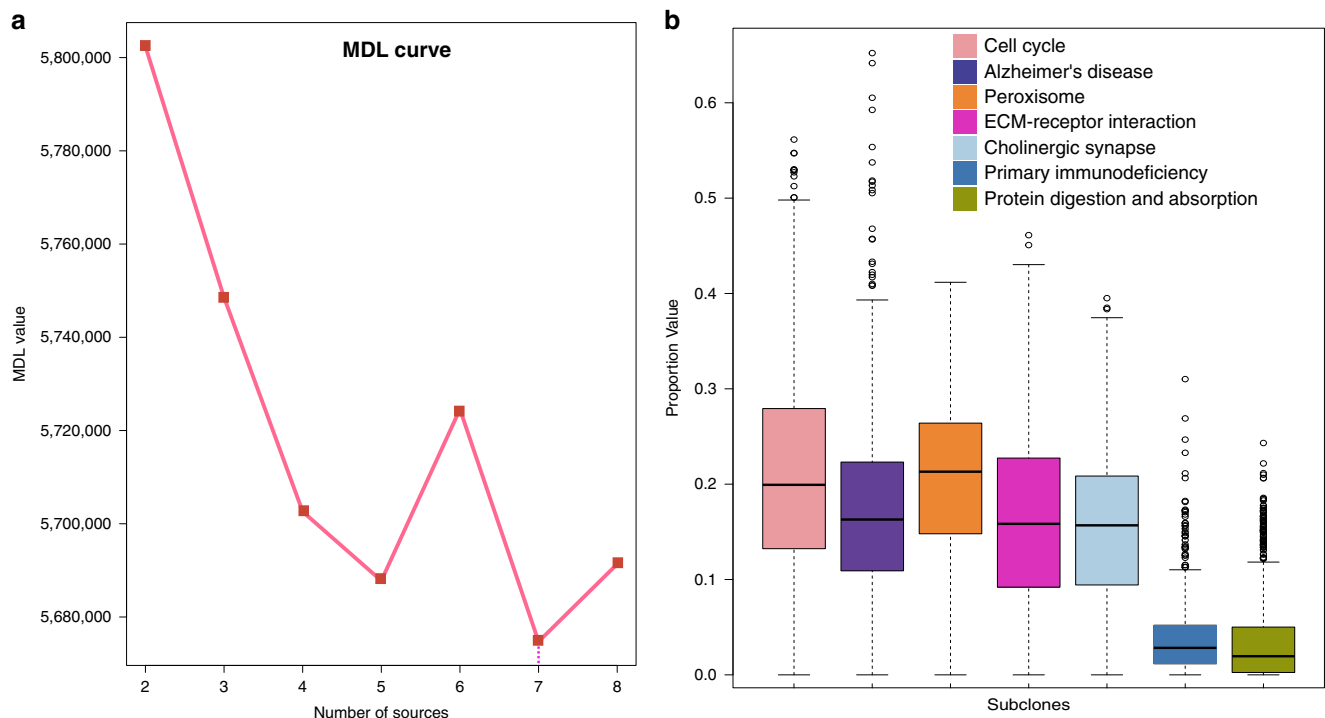 a
MDL curve
MDL value
5,800,000
5,780,000
5,760,000
5,740,000
5,720,000
5,700,000
5,680,000
2 3 4 5 6 7 8
Number of sources
b
Cell cycle
Alzheimer's disease
Peroxisome
ECM-receptor interaction
Cholinergic synapse
Primary immunodeficiency
Protein digestion and absorption
Proportion Value
0.6
0.5
0.4
0.3
0.2
0.1
0.0
Subclones